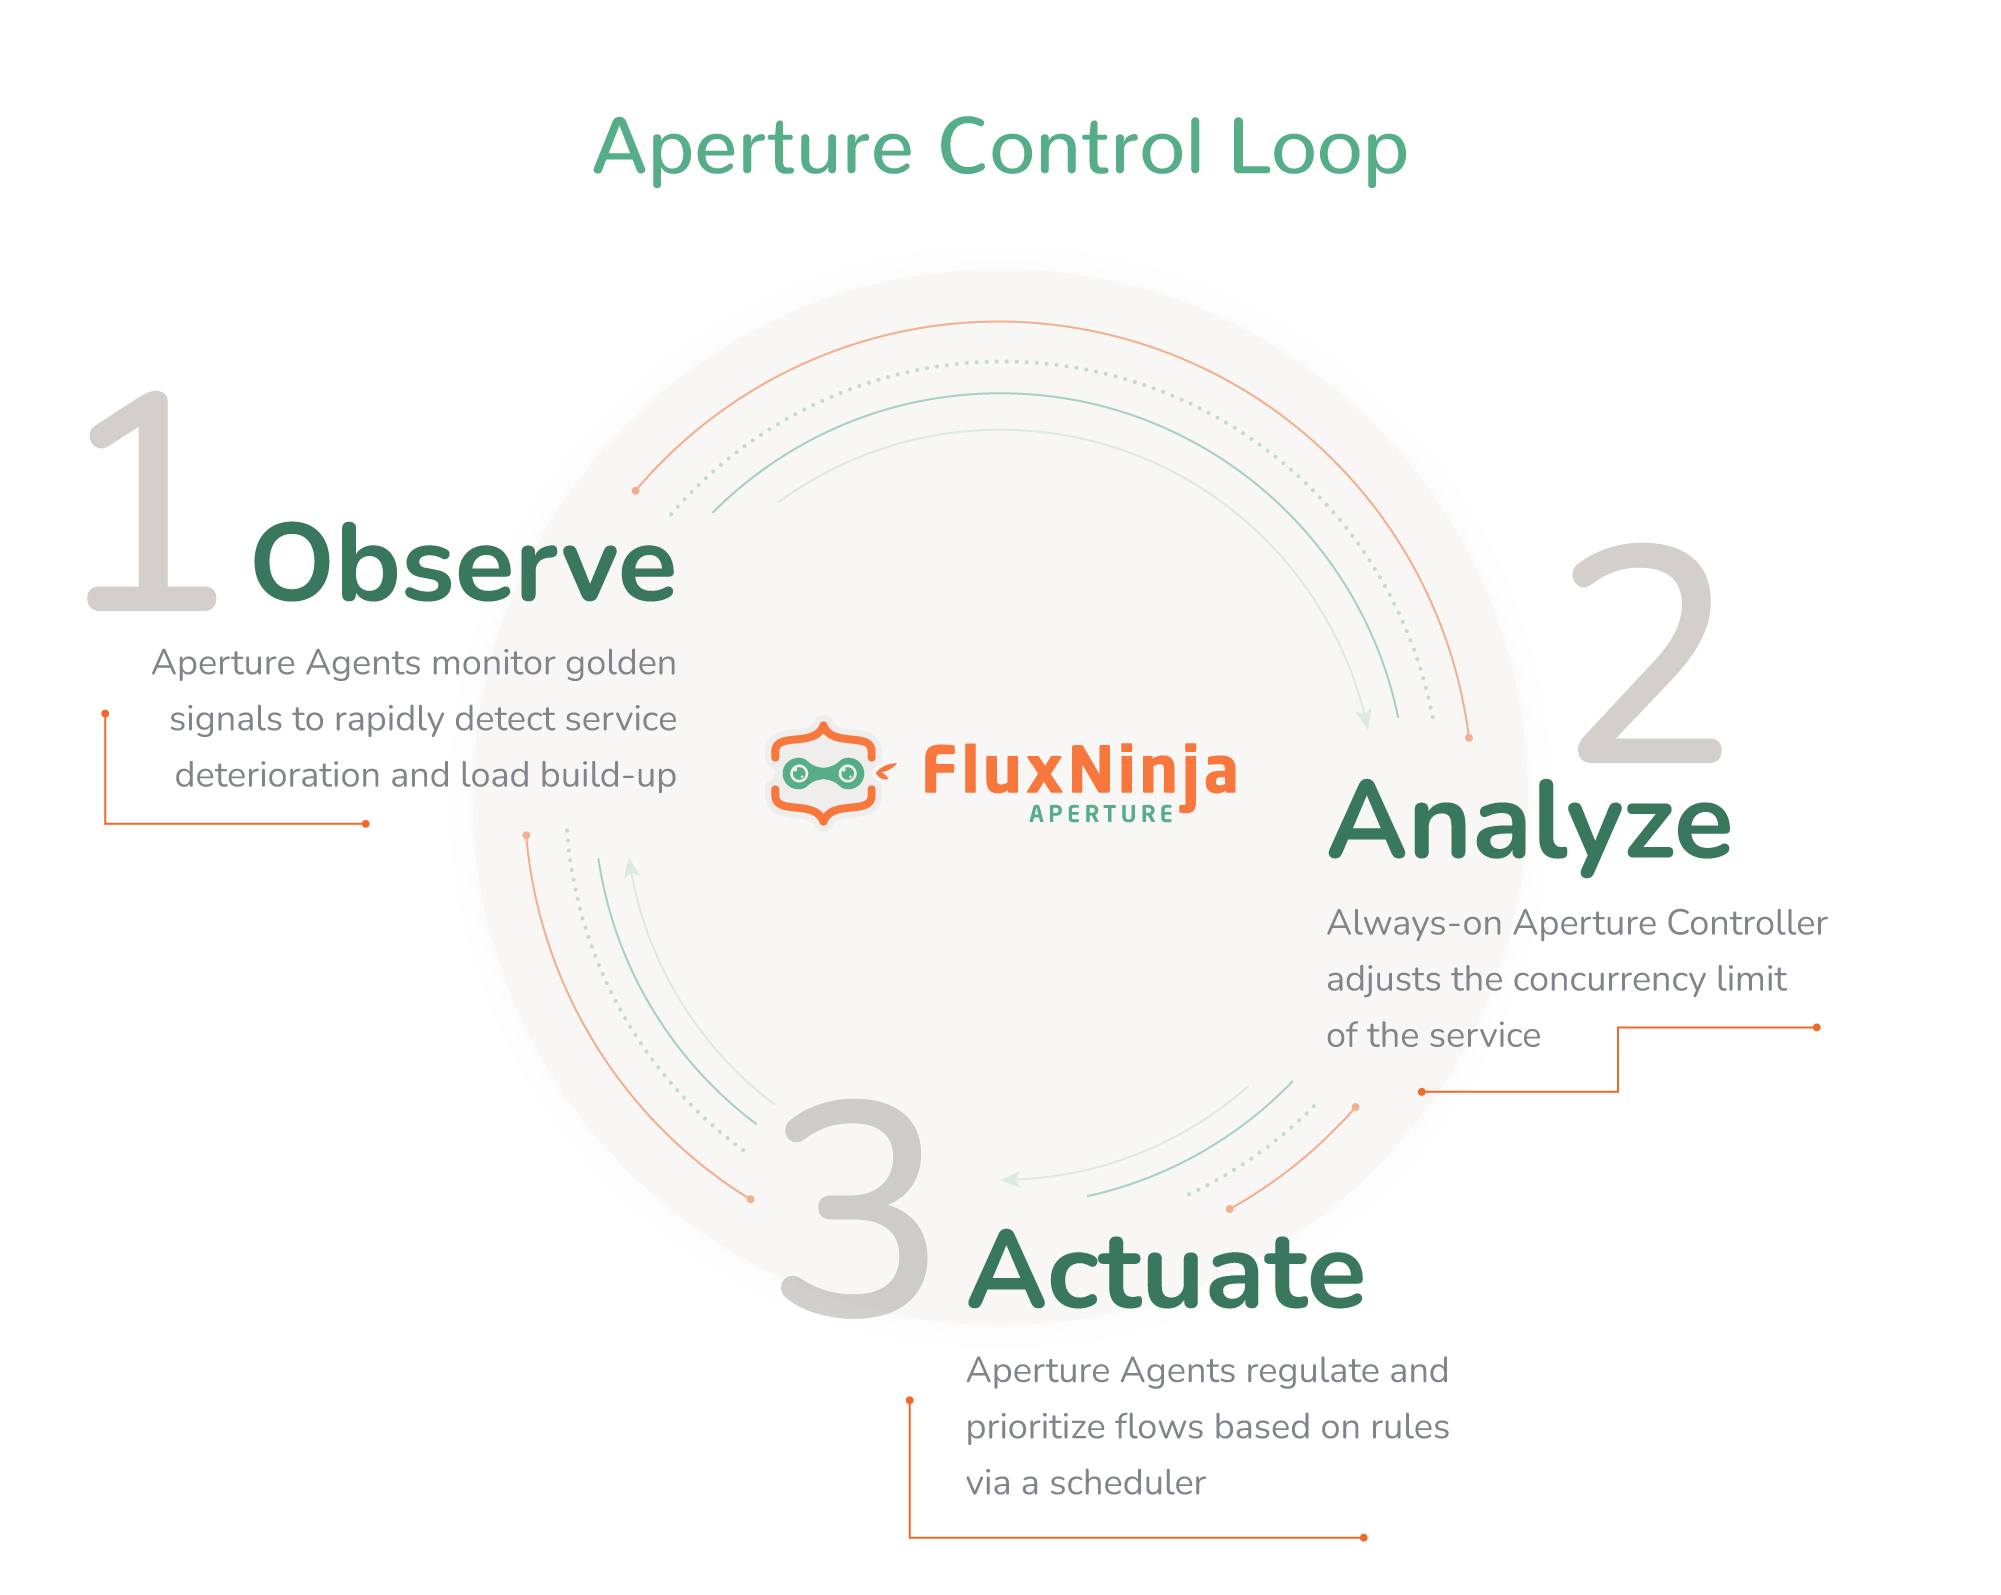 Aperture Control Loop
1
Observe
Aperture Agents monitor golden
signals to rapidly detect service
deterioration and load build-up
FluxNinja
APERTURE
2
Analyze
Always-on Aperture Controller
adjusts the concurrency limit
of the service
3
Actuate
Aperture Agents regulate and
prioritize flows based on rules
via a scheduler